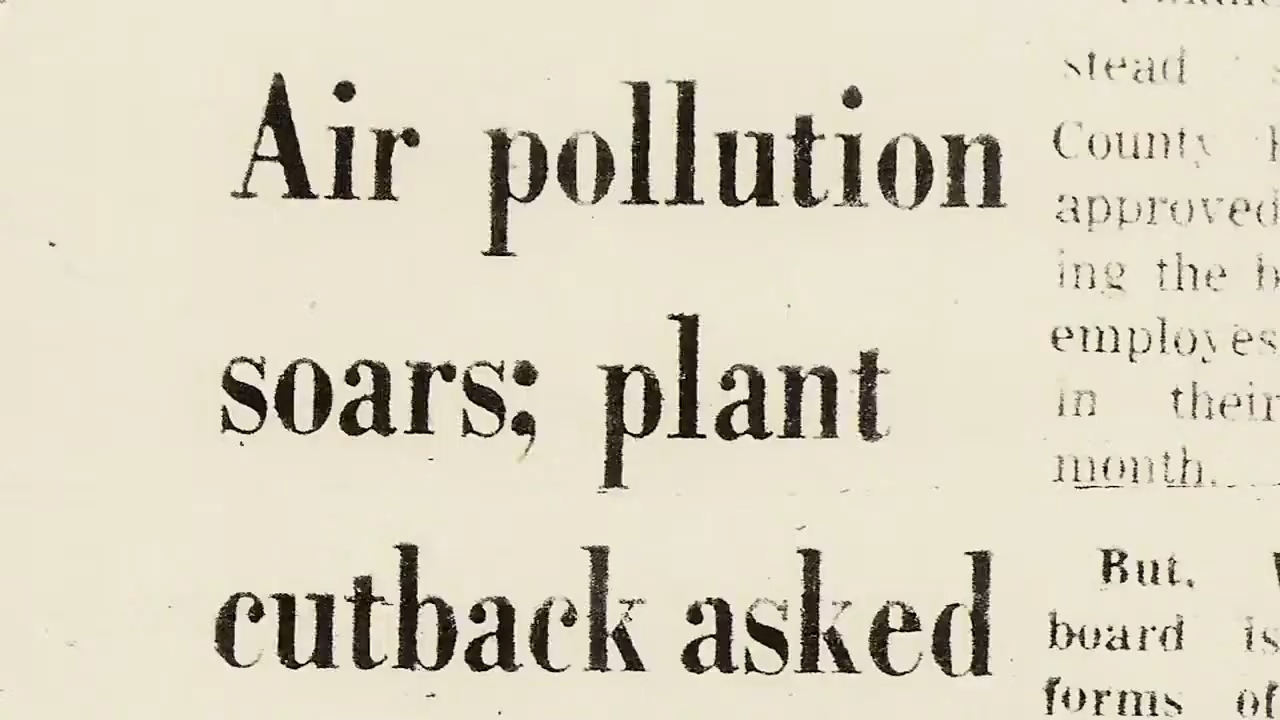 Air pollution
soars; plant
cutback asked
stead
County
approved
ing the
employes
in their
month.
But,
board is
forms of